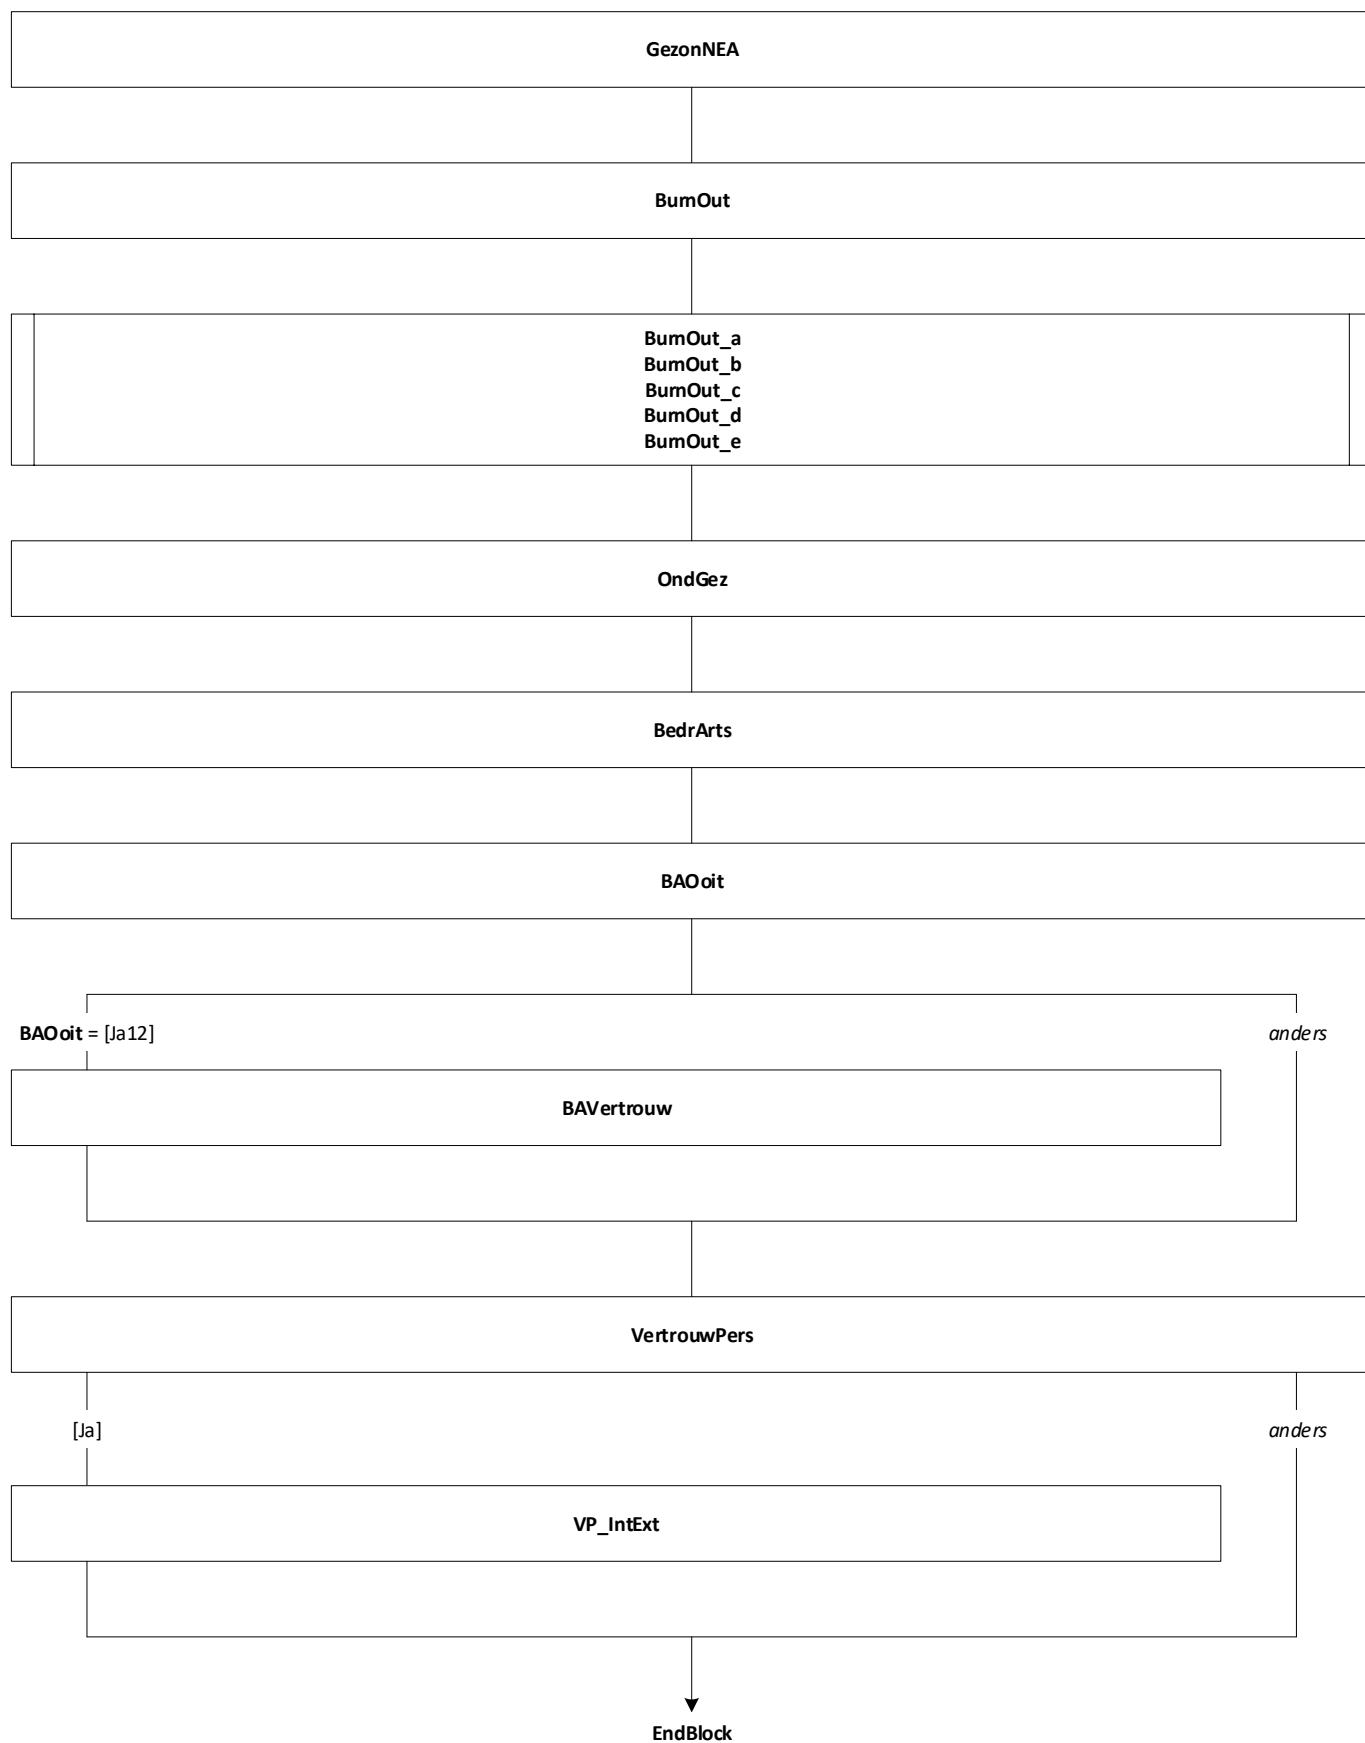 GezonNEA
BurnOut
BurnOut_a
BurnOut_b
BurnOut_c
BurnOut_d
BurnOut_e
OndGez
BedrArts
BAOoit
BAOoit = [Ja12]
anders
BAVertrouw
VertrouwPers
[Ja]
anders
VP_IntExt
EndBlock